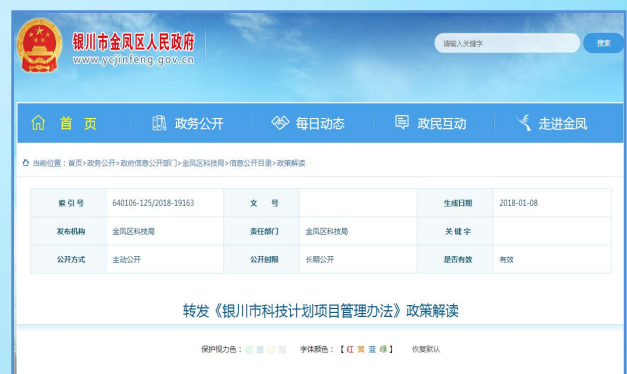 银川市金凤区人民政府
www.ycjinfeng.gov.cn
请输入关键字 搜索
首 页 政务公开 每日动态 政民互动 走进金凤
当前位置：首页>政务公开>政府信息公开部门>金凤区科技局>信息公开目录>政策解读
索 引 号 640106-125/2018-19163 文 号 生成日期 2018-01-08
发布机构 金凤区科技局 责任部门 金凤区科技局 关 键 字
公开方式 主动公开 公开时限 长期公开 是否有效 有效
转发《银川市科技计划项目管理办法》政策解读
保护视力色： 字体颜色：【 红 黄 蓝 绿 】 恢复默认